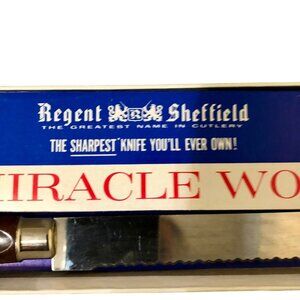 Regent R Sheffield
THE GREATEST NAME IN CUTLERY
THE SHARPEST KNIFE YOU'LL EVER OWN!
MIRACLE WO